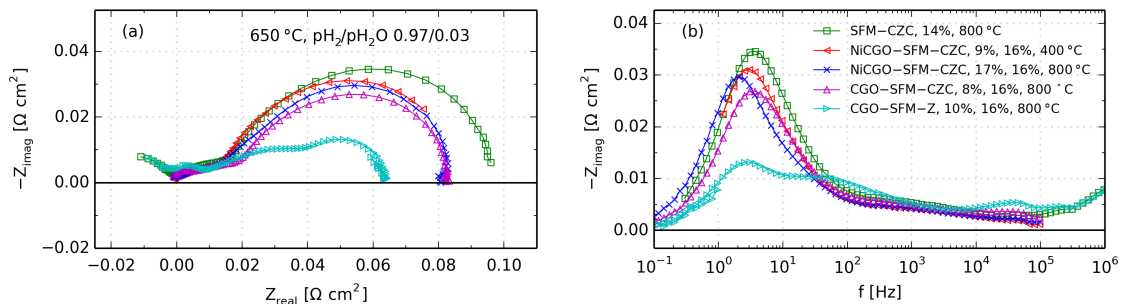 (a)
650 °C, pH₂/pH₂O 0.97/0.03
0.04
0.02
0.00
−0.02
−Z_Imag [Ω cm²]
−0.02
0.00
0.02
0.04
0.06
0.08
0.10
Z_real [Ω cm²]
(b)
SFM−CZC, 14%, 800 °C
NiCGO−SFM−CZC, 9%, 16%, 400 °C
NiCGO−SFM−CZC, 17%, 16%, 800 °C
CGO−SFM−CZC, 8%, 16%, 800 ˚C
CGO−SFM−Z, 10%, 16%, 800 °C
0.04
0.03
0.02
0.01
0.00
−Z_Imag [Ω cm²]
10⁻¹
10⁰
10¹
10²
10³
10⁴
10⁵
10⁶
f [Hz]